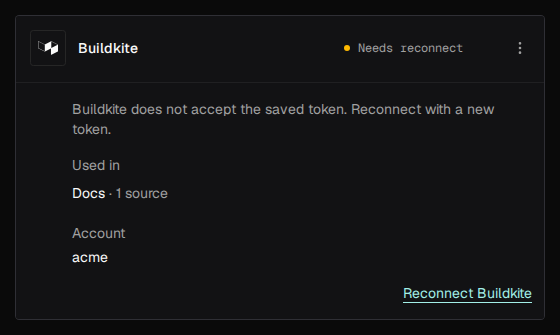 Buildkite
Needs reconnect
Buildkite does not accept the saved token. Reconnect with a new
token.
Used in
Docs · 1 source
Account
acme
Reconnect Buildkite